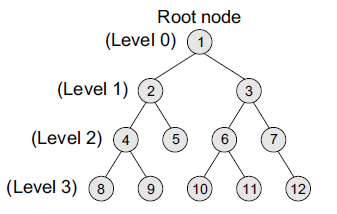 Root node
(Level 0) 1
(Level 1) 2 3
(Level 2) 4 5 6 7
(Level 3) 8 9 10 11 12